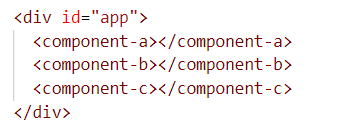 <div id="app">
  <component-a></component-a>
  <component-b></component-b>
  <component-c></component-c>
</div>